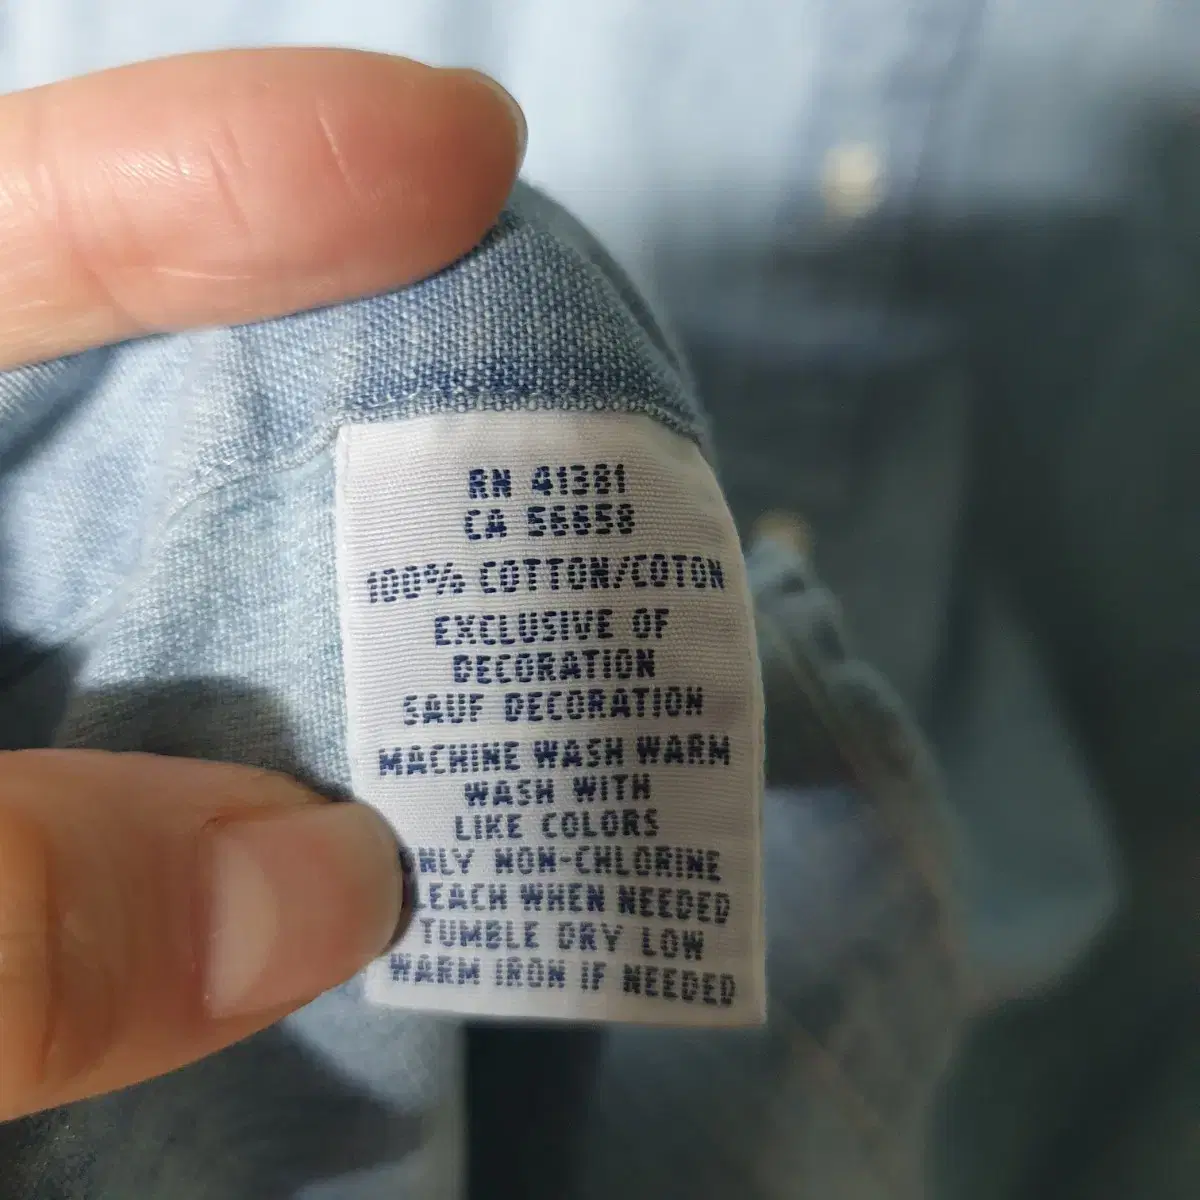 RN 41381
CA 56658
100% COTTON/COTON
EXCLUSIVE OF
DECORATION
SAUF DECORATION
MACHINE WASH WARM
WASH WITH
LIKE COLORS
NLY NON-CHLORINE
LEACH WHEN NEEDED
TUMBLE DRY LOW
WARM IRON IF NEEDED